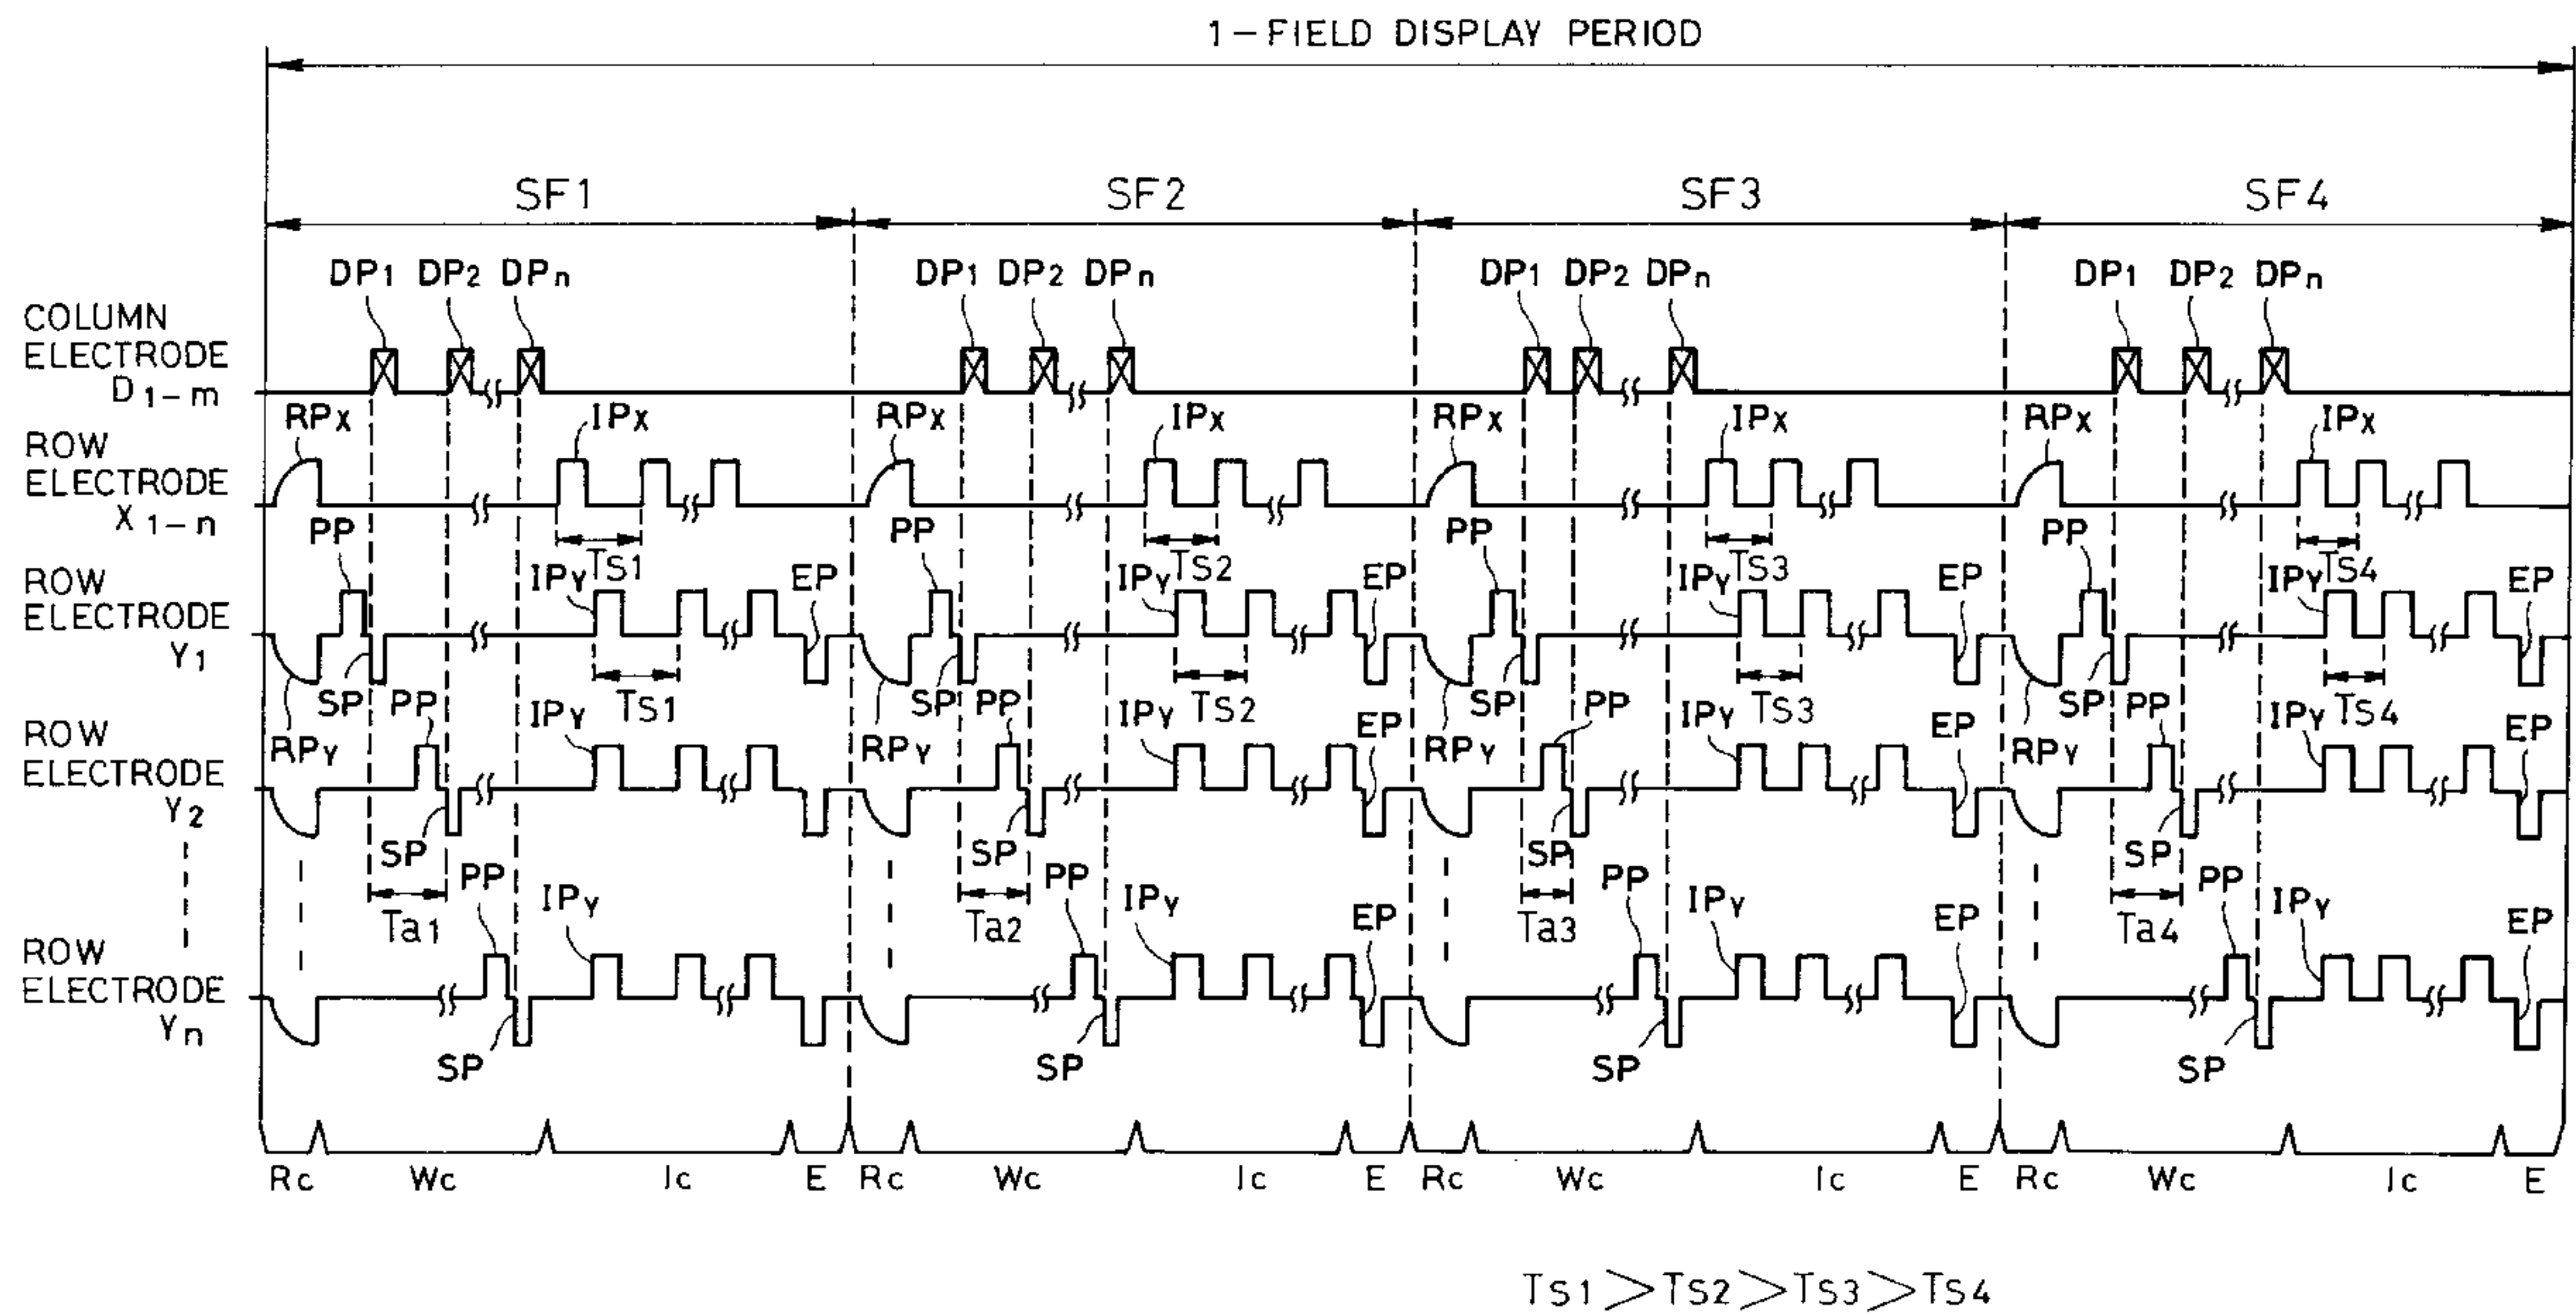 1-FIELD DISPLAY PERIOD
SF1 SF2 SF3 SF4
DP1 DP2 DPn DP1 DP2 DPn DP1 DP2 DPn DP1 DP2 DPn
COLUMN
ELECTRODE
D1-m
RPX IPX RPX IPX RPX IPX RPX IPX
ROW
ELECTRODE
X1-n
PP PP PP PP
TS1 TS2 TS3 TS4
IPY EP IPY EP IPY EP IPY EP
ROW
ELECTRODE
Y1
SP PP TS1 SP PP TS2 SP PP TS3 SP PP TS4
RPY IPY RPY IPY EP RPY IPY EP RPY IPY EP
ROW
ELECTRODE
Y2
SP SP SP SP
PP PP PP PP
Ta1 Ta2 Ta3 Ta4
IPY IPY EP IPY EP IPY EP
ROW
ELECTRODE
Yn
SP SP SP SP
Rc Wc Ic E Rc Wc Ic E Rc Wc Ic E Rc Wc Ic E
TS1>TS2>TS3>TS4